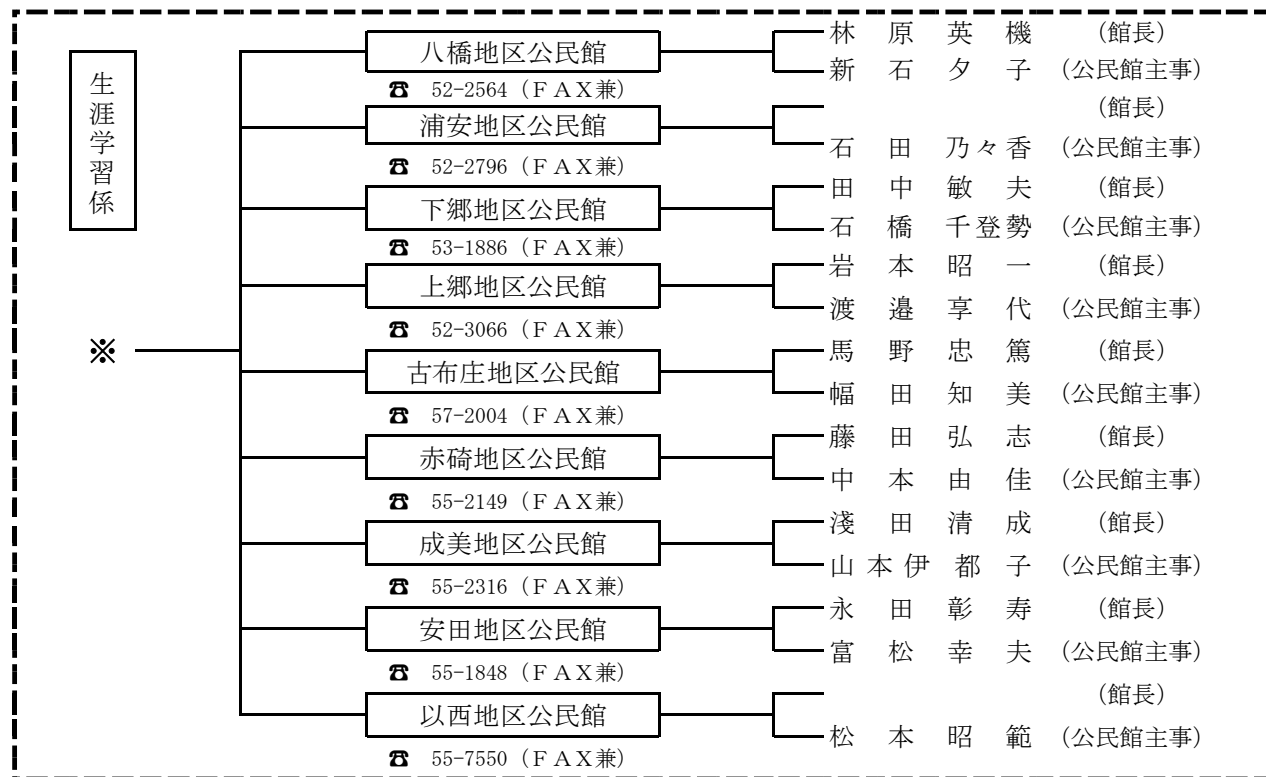 生涯学習係
※
八橋地区公民館
☎ 52-2564（ＦＡＸ兼）
林原英機 （館長）
新石夕子 （公民館主事）
浦安地区公民館
☎ 52-2796（ＦＡＸ兼）
（館長）
石田乃々香 （公民館主事）
下郷地区公民館
☎ 53-1886（ＦＡＸ兼）
田中敏夫 （館長）
石橋千登勢 （公民館主事）
上郷地区公民館
☎ 52-3066（ＦＡＸ兼）
岩本昭一 （館長）
渡邉享代 （公民館主事）
古布庄地区公民館
☎ 57-2004（ＦＡＸ兼）
馬野忠篤 （館長）
幅田知美 （公民館主事）
赤碕地区公民館
☎ 55-2149（ＦＡＸ兼）
藤田弘志 （館長）
中本由佳 （公民館主事）
成美地区公民館
☎ 55-2316（ＦＡＸ兼）
淺田清成 （館長）
山本伊都子 （公民館主事）
安田地区公民館
☎ 55-1848（ＦＡＸ兼）
永田彰寿 （館長）
富松幸夫 （公民館主事）
以西地区公民館
☎ 55-7550（ＦＡＸ兼）
（館長）
松本昭範 （公民館主事）